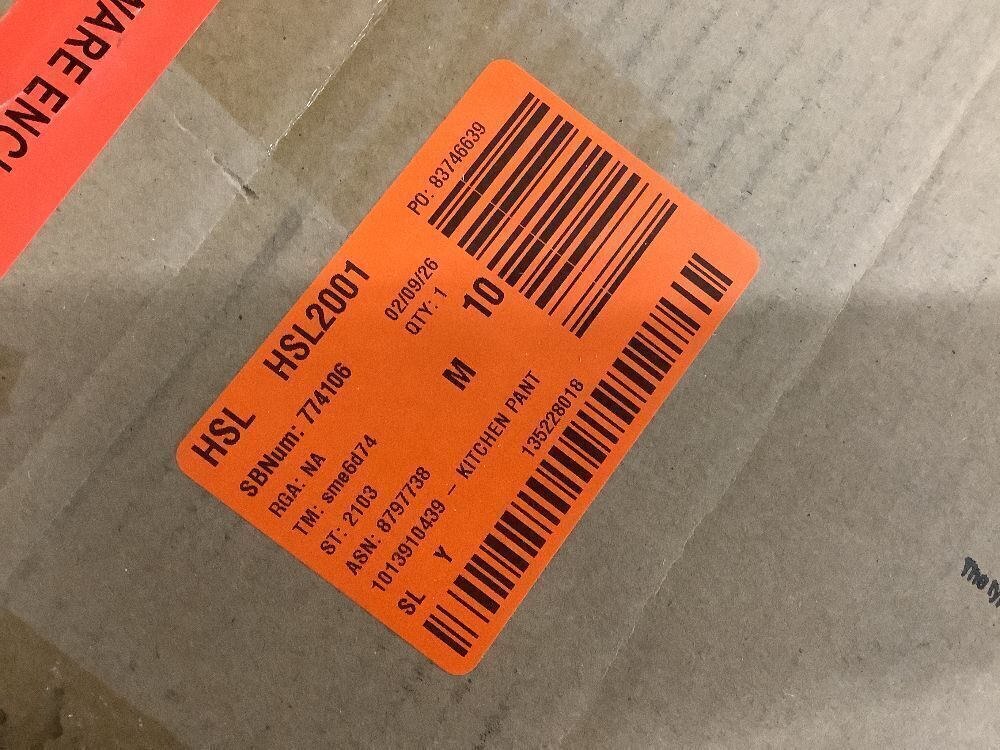 WARE ENCL
HSL HSL2001
SBNum: 774106 02/09/26 PO: 83746639
RGA: NA QTY: 1
TM: sme6d74 M 10
ST: 2103
ASN: 8797738
1013910439 – KITCHEN PANT
SL Y 135228018